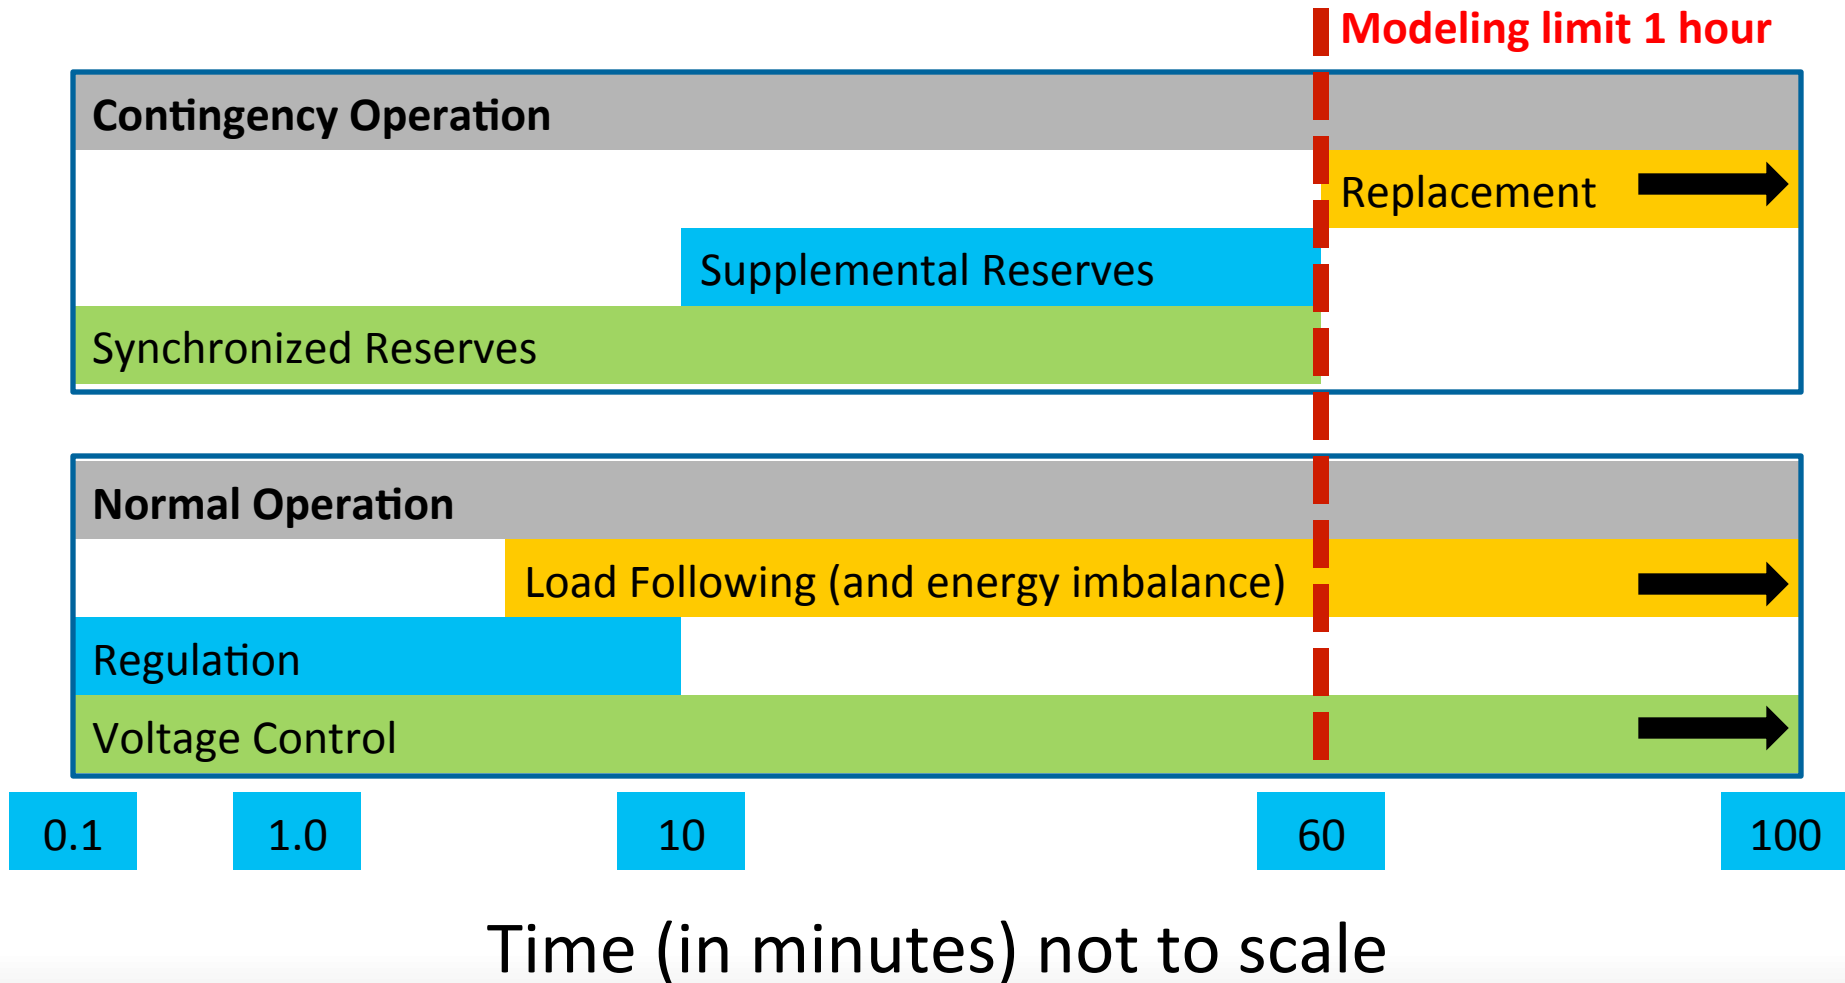 Modeling limit 1 hour
Contingency Operation
Replacement
Supplemental Reserves
Synchronized Reserves
Normal Operation
Load Following (and energy imbalance)
Regulation
Voltage Control
0.1 1.0 10 60 100
Time (in minutes) not to scale